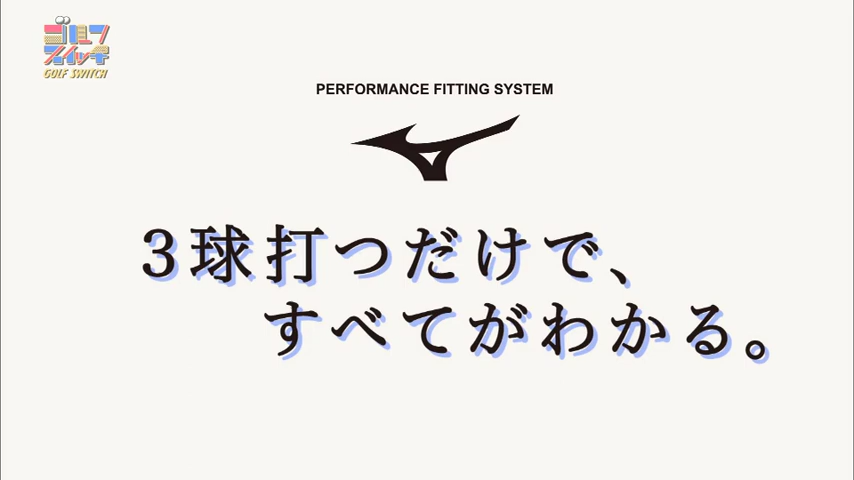 ゴルフ
スイッチ
GOLF SWITCH
PERFORMANCE FITTING SYSTEM
3球打つだけで、
すべてがわかる。